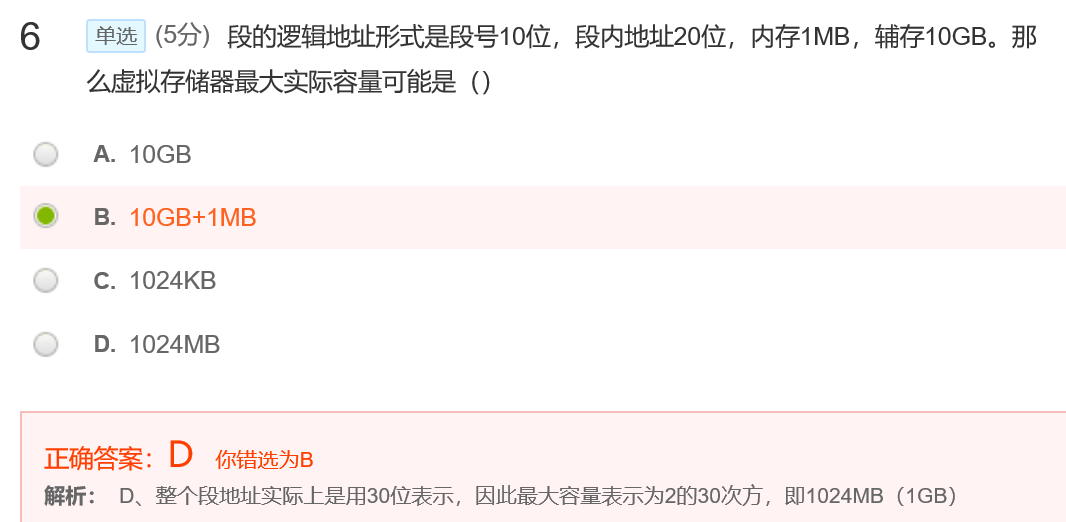 6 单选 (5分) 段的逻辑地址形式是段号10位，内地址20位，内存1MB，辅存10GB。那
么虚拟存储器最大实际容量可能是（）
A. 10GB
B. 10GB+1MB
C. 1024KB
D. 1024MB
正确答案：D 你错选为B
解析： D、整个段地址实际上是用30位表示，因此最大容量表示为2的30次方，即1024MB（1GB）